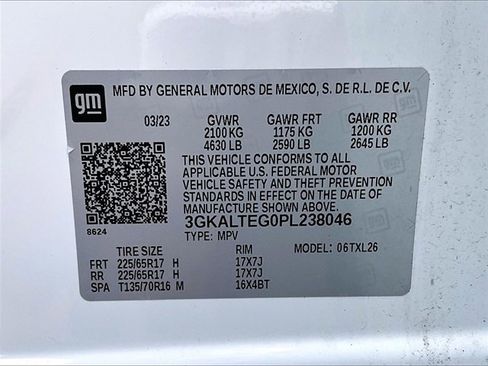 gm MFD BY GENERAL MOTORS DE MEXICO, S. DE R.L. DE C.V.
03/23 GVWR GAWR FRT GAWR RR
2100 KG 1175 KG 1200 KG
4630 LB 2590 LB 2645 LB
THIS VEHICLE CONFORMS TO ALL
APPLICABLE U.S. FEDERAL MOTOR
VEHICLE SAFETY AND THEFT PREVENTION
STANDARDS IN EFFECT ON THE DATE OF
MANUFACTURE SHOWN ABOVE.
8624 3GKALTEG0PL238046
TYPE: MPV
TIRE SIZE RIM MODEL: 06TXL26
FRT 225/65R17 H 17X7J
RR 225/65R17 H 17X7J
SPA T135/70R16 M 16X4BT